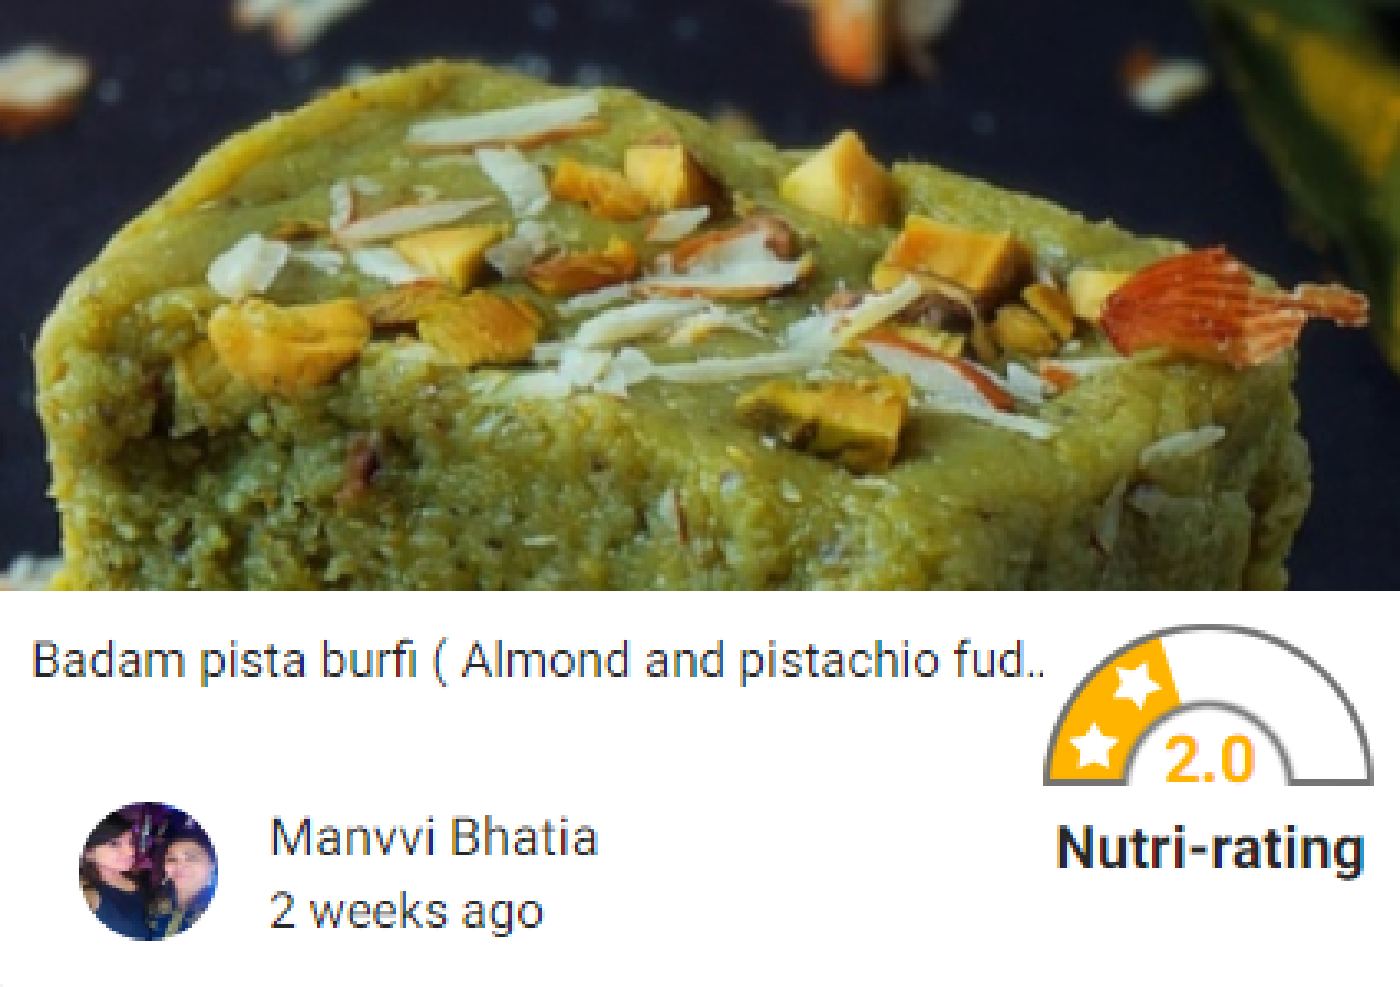 Badam pista burfi ( Almond and pistachio fud..
2.0
Nutri-rating
Manvvi Bhatia
2 weeks ago